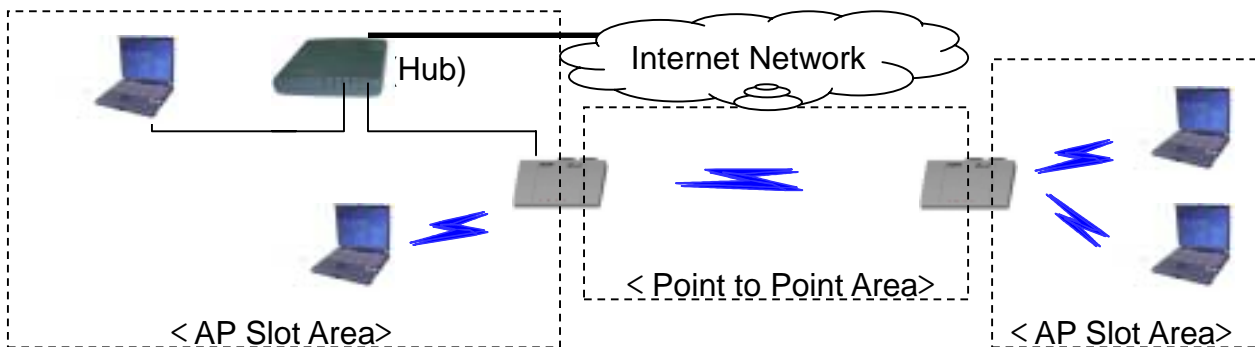 (Hub)
Internet Network
< Point to Point Area>
< AP Slot Area>
< AP Slot Area>